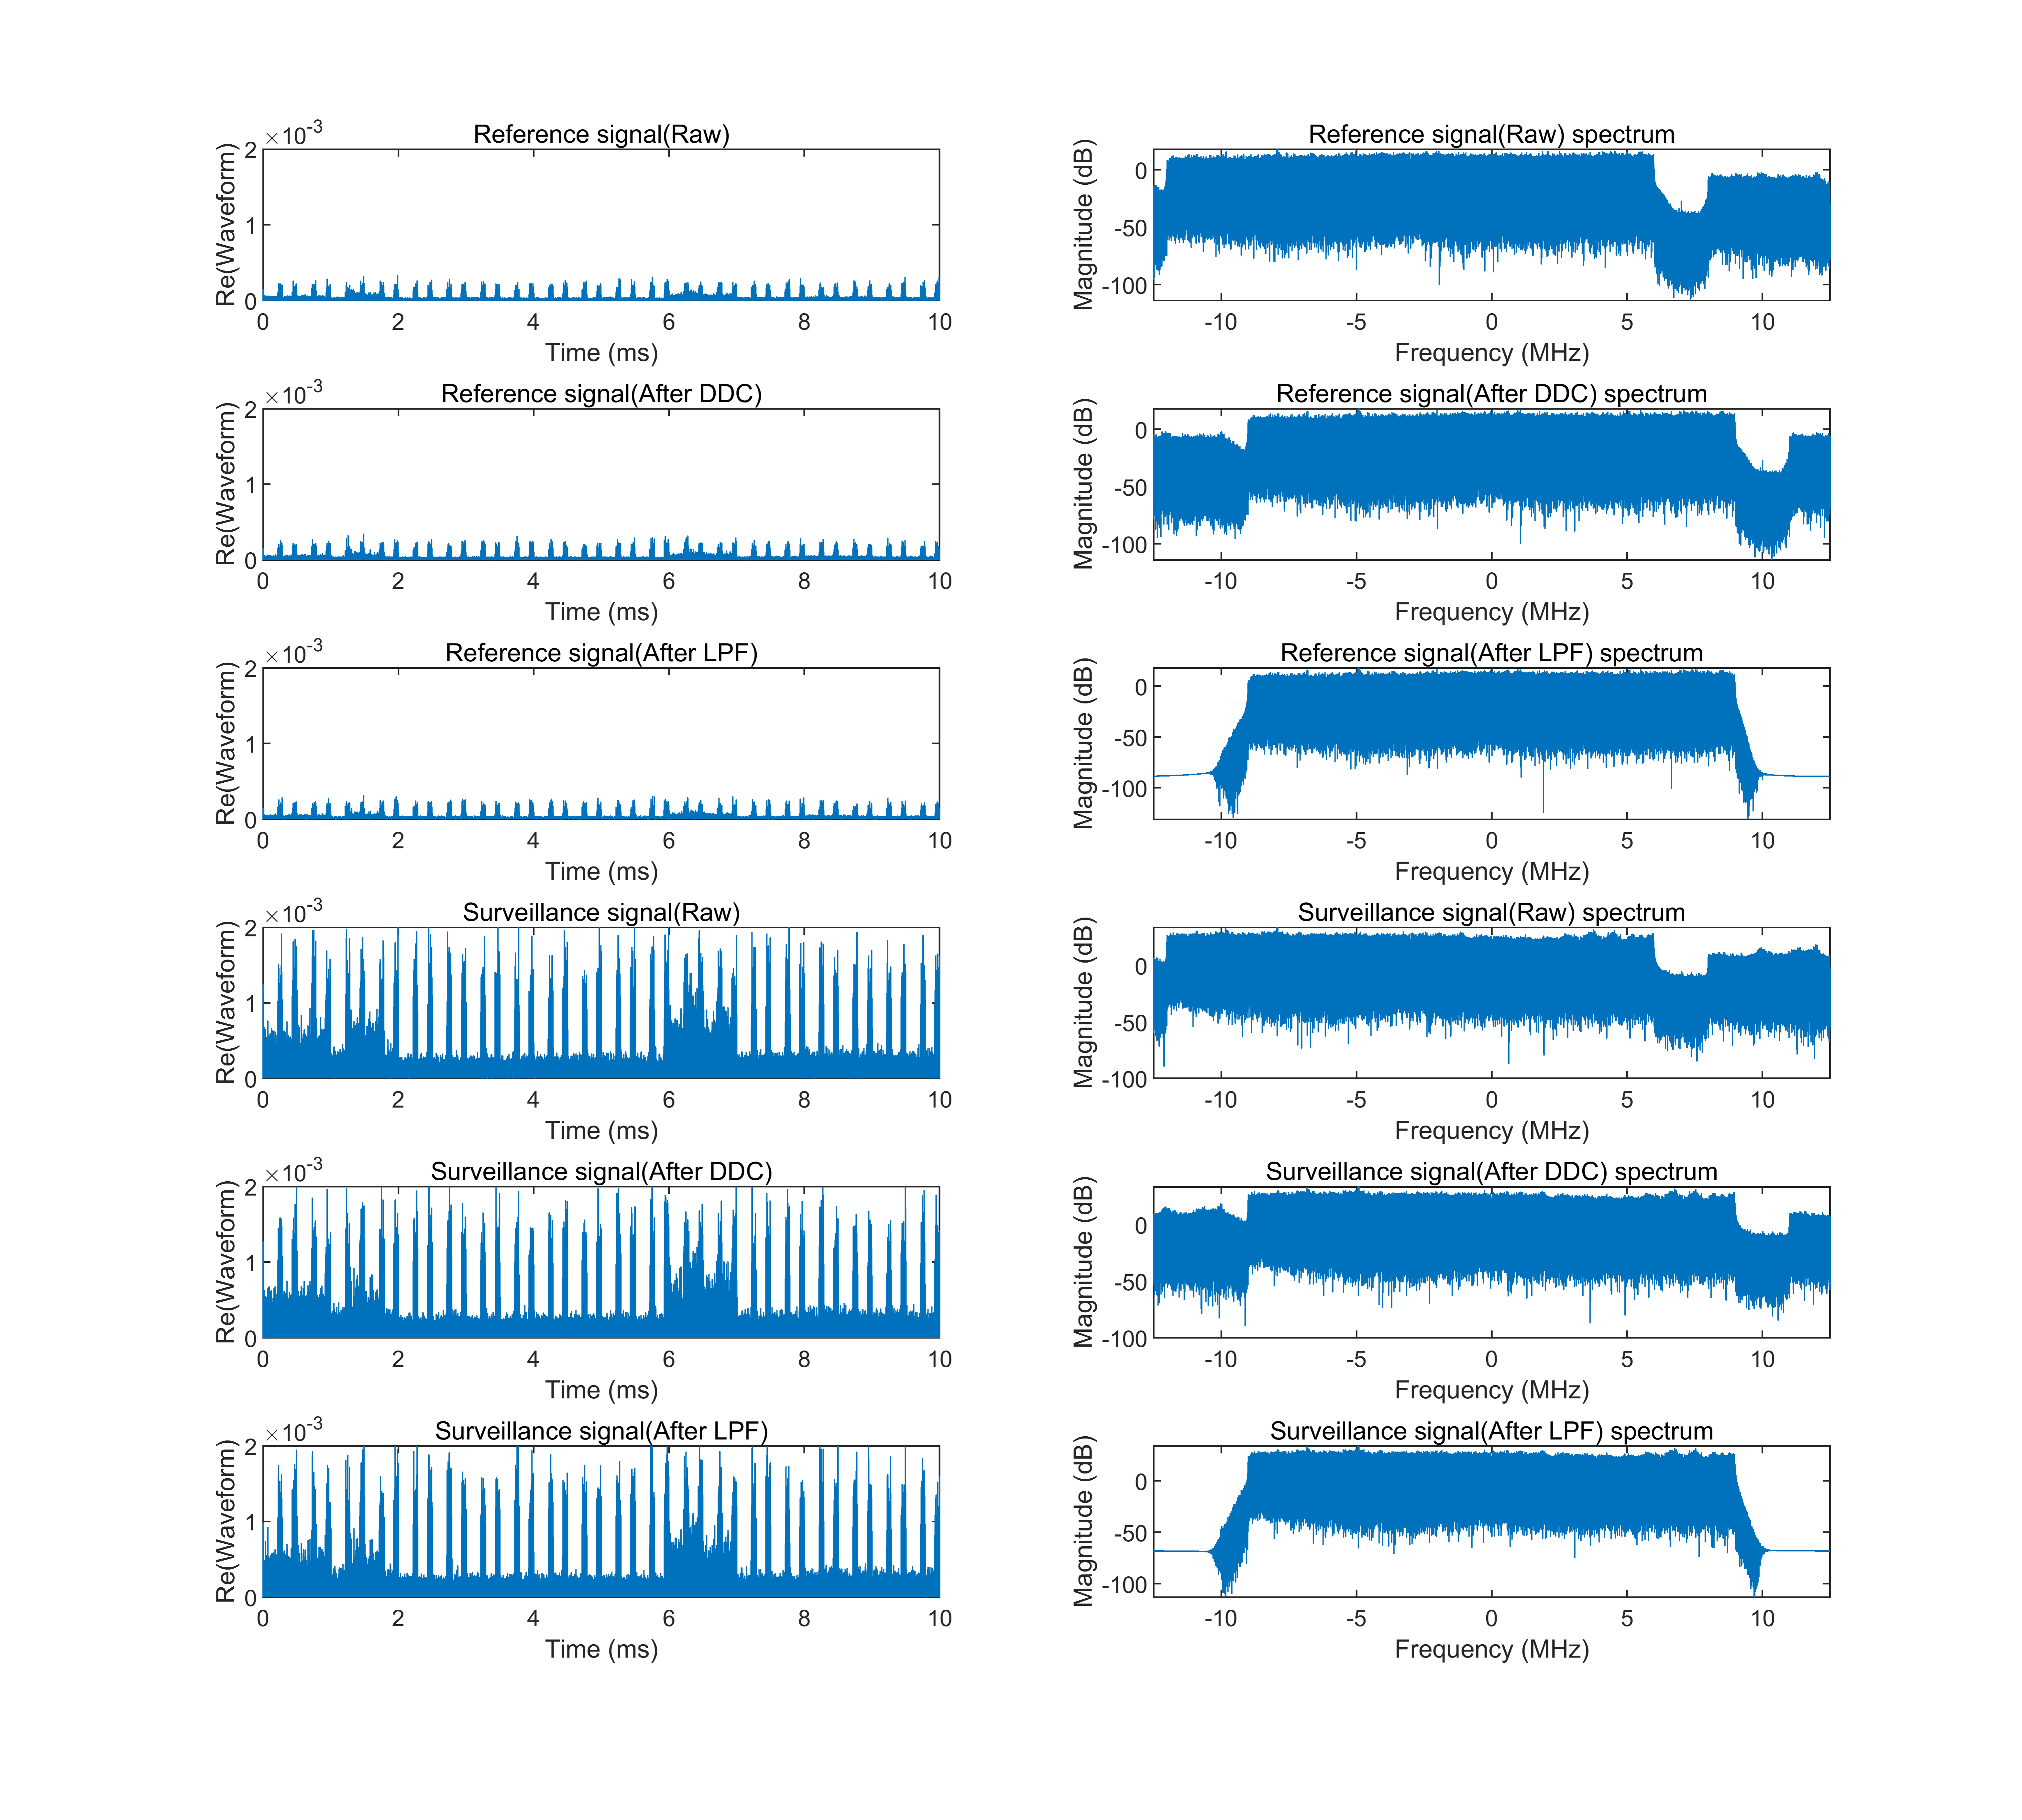 Reference signal(Raw)
×10-3
Re(Waveform)
2
1
0
0 2 4 6 8 10
Time (ms)
Reference signal(Raw) spectrum
Magnitude (dB)
0
-50
-100
-10 -5 0 5 10
Frequency (MHz)
Reference signal(After DDC)
×10-3
Re(Waveform)
2
1
0
0 2 4 6 8 10
Time (ms)
Reference signal(After DDC) spectrum
Magnitude (dB)
0
-50
-100
-10 -5 0 5 10
Frequency (MHz)
Reference signal(After LPF)
×10-3
Re(Waveform)
2
1
0
0 2 4 6 8 10
Time (ms)
Reference signal(After LPF) spectrum
Magnitude (dB)
0
-50
-100
-10 -5 0 5 10
Frequency (MHz)
Surveillance signal(Raw)
×10-3
Re(Waveform)
2
1
0
0 2 4 6 8 10
Time (ms)
Surveillance signal(Raw) spectrum
Magnitude (dB)
0
-50
-100
-10 -5 0 5 10
Frequency (MHz)
Surveillance signal(After DDC)
×10-3
Re(Waveform)
2
1
0
0 2 4 6 8 10
Time (ms)
Surveillance signal(After DDC) spectrum
Magnitude (dB)
0
-50
-100
-10 -5 0 5 10
Frequency (MHz)
Surveillance signal(After LPF)
×10-3
Re(Waveform)
2
1
0
0 2 4 6 8 10
Time (ms)
Surveillance signal(After LPF) spectrum
Magnitude (dB)
0
-50
-100
-10 -5 0 5 10
Frequency (MHz)